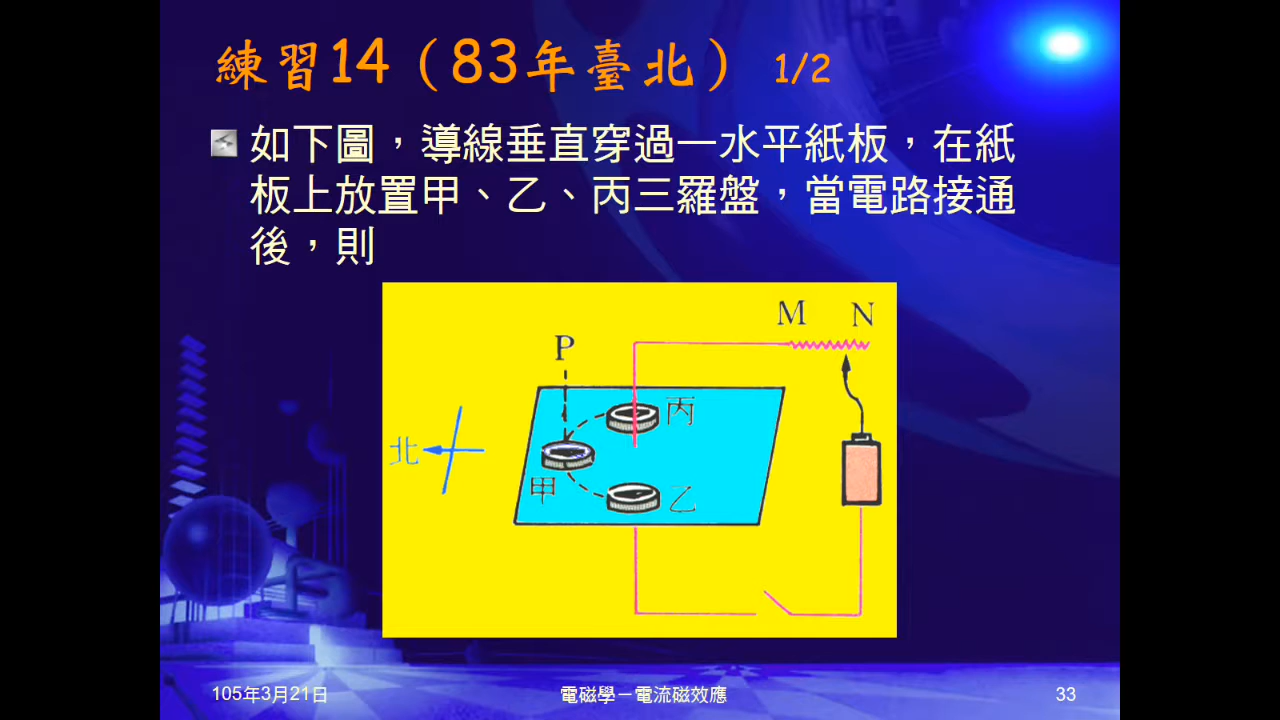 練習14（83年臺北） 1/2
如下圖，導線垂直穿過一水平紙板，在紙
板上放置甲、乙、丙三羅盤，當電路接通
後，則
M N
P
丙
北
甲
乙
105年3月21日
電磁學－電流磁效應
33